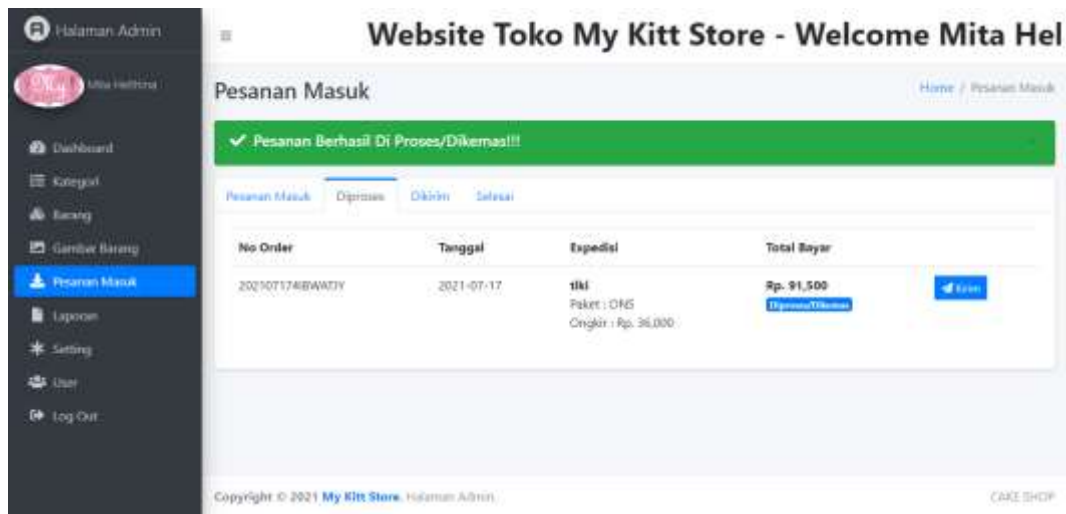 Halaman Admin
Website Toko My Kitt Store - Welcome Mita Hel
Mita
Pesanan Masuk
Home / Pesanan Masuk
Pesanan Berhasil Di Proses/Dikemas!!!
Dashboard
Kategori
Barang
Gambar Barang
Pesanan Masuk
Laporan
Setting
User
Log Out
Pesanan Masuk Diproses Dikirim Selesai
No Order Tanggal Expedisi Total Bayar
2021-07-17 tiki Rp. 91,500 Kirim
Paket : ONS Diproses/Dikemas
Ongkir : Rp. 36,000
Copyright © 2021 My Kitt Store. Halaman Admin.
CAKE SHOP